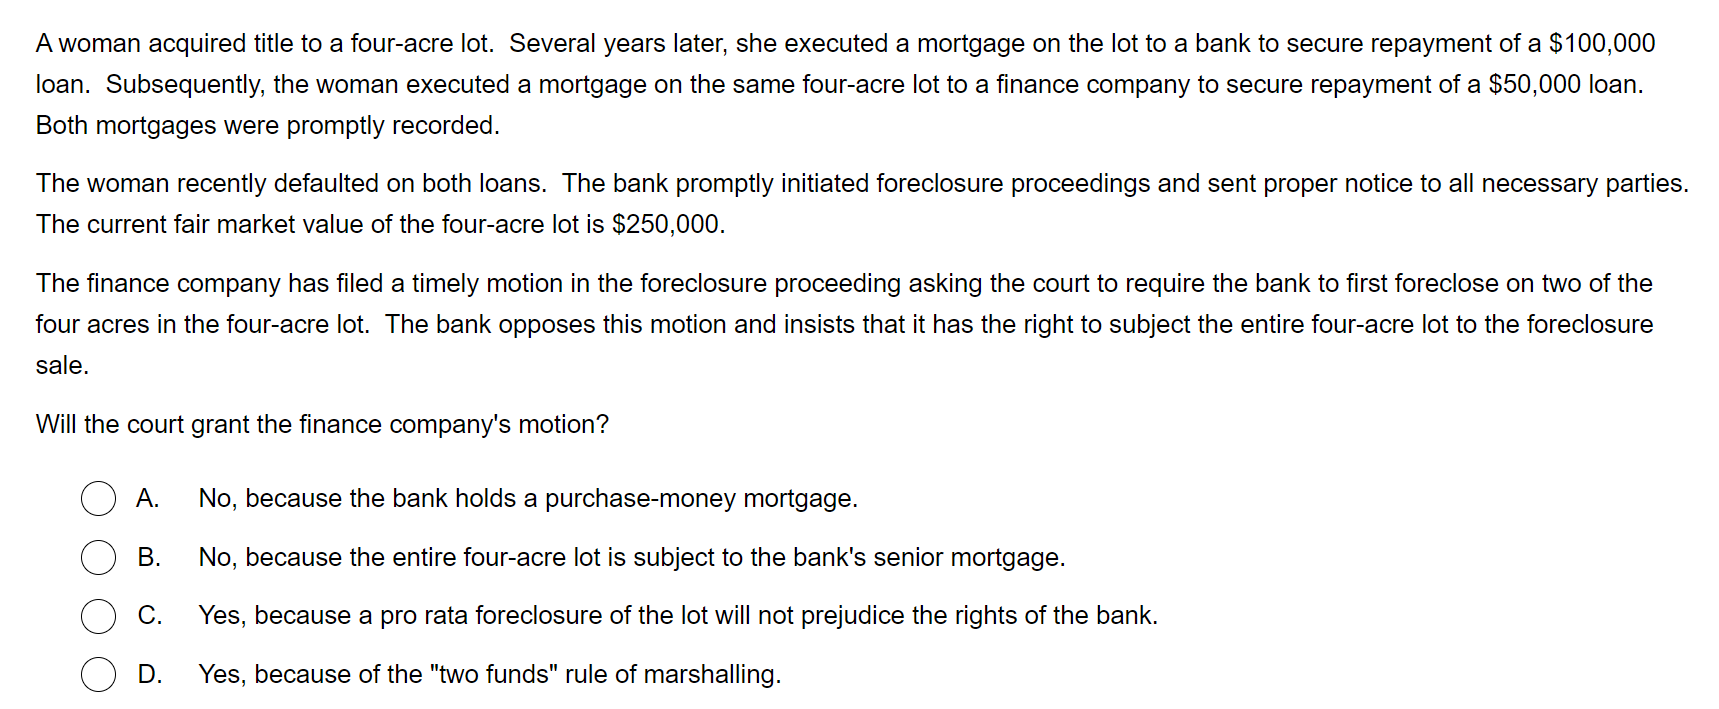 A woman acquired title to a four-acre lot.  Several years later, she executed a mortgage on the lot to a bank to secure repayment of a $100,000
loan.  Subsequently, the woman executed a mortgage on the same four-acre lot to a finance company to secure repayment of a $50,000 loan.
Both mortgages were promptly recorded.
The woman recently defaulted on both loans.  The bank promptly initiated foreclosure proceedings and sent proper notice to all necessary parties.
The current fair market value of the four-acre lot is $250,000.
The finance company has filed a timely motion in the foreclosure proceeding asking the court to require the bank to first foreclose on two of the
four acres in the four-acre lot.  The bank opposes this motion and insists that it has the right to subject the entire four-acre lot to the foreclosure
sale.
Will the court grant the finance company's motion?
A. No, because the bank holds a purchase-money mortgage.
B. No, because the entire four-acre lot is subject to the bank's senior mortgage.
C. Yes, because a pro rata foreclosure of the lot will not prejudice the rights of the bank.
D. Yes, because of the "two funds" rule of marshalling.